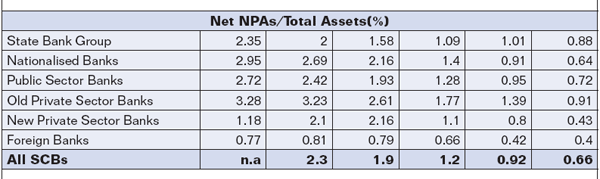 Net NPAs/Total Assets(%)
State Bank Group 2.35 2 1.58 1.09 1.01 0.88
Nationalised Banks 2.95 2.69 2.16 1.4 0.91 0.64
Public Sector Banks 2.72 2.42 1.93 1.28 0.95 0.72
Old Private Sector Banks 3.28 3.23 2.61 1.77 1.39 0.91
New Private Sector Banks 1.18 2.1 2.16 1.1 0.8 0.43
Foreign Banks 0.77 0.81 0.79 0.66 0.42 0.4
All SCBs n.a 2.3 1.9 1.2 0.92 0.66